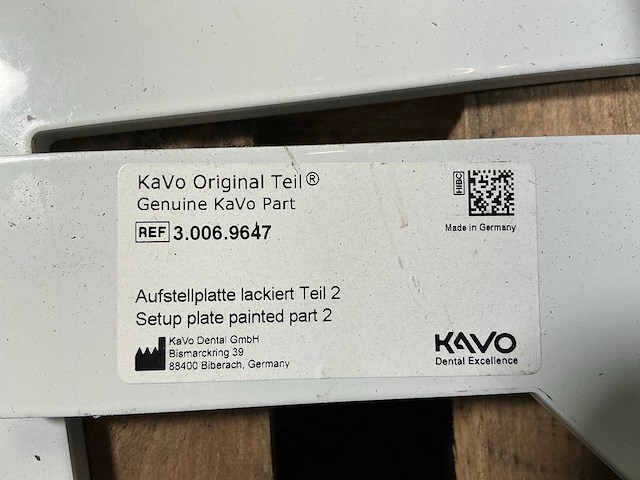 KaVo Original Teil®
Genuine KaVo Part
REF 3.006.9647
HIBC
Made in Germany
Aufstellplatte lackiert Teil 2
Setup plate painted part 2
KaVo Dental GmbH
Bismarckring 39
88400 Biberach, Germany
KAVO
Dental Excellence